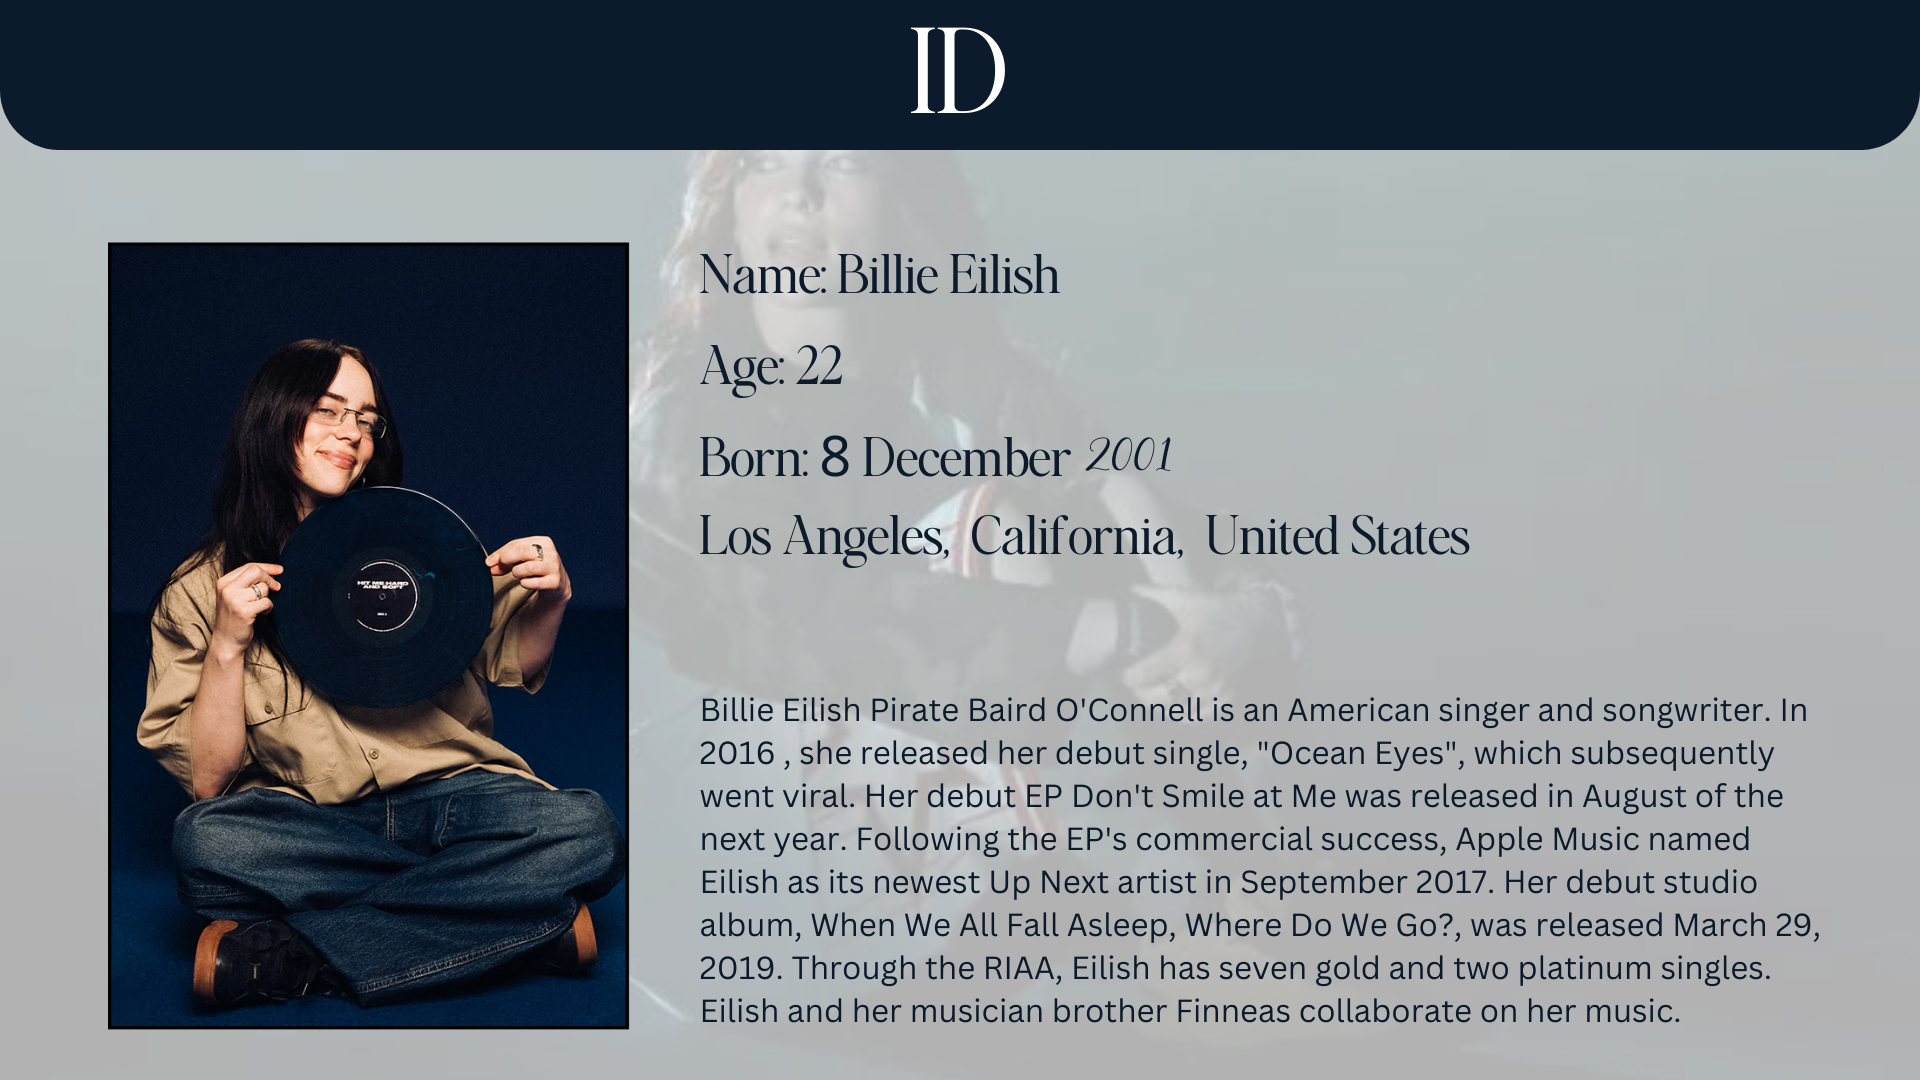 ID
Name: Billie Eilish
Age: 22
Born: 8 December 2001
Los Angeles, California, United States
HIT ME HARD
AND SOFT
Billie Eilish Pirate Baird O'Connell is an American singer and songwriter. In
2016 , she released her debut single, "Ocean Eyes", which subsequently
went viral. Her debut EP Don't Smile at Me was released in August of the
next year. Following the EP's commercial success, Apple Music named
Eilish as its newest Up Next artist in September 2017. Her debut studio
album, When We All Fall Asleep, Where Do We Go?, was released March 29,
2019. Through the RIAA, Eilish has seven gold and two platinum singles.
Eilish and her musician brother Finneas collaborate on her music.